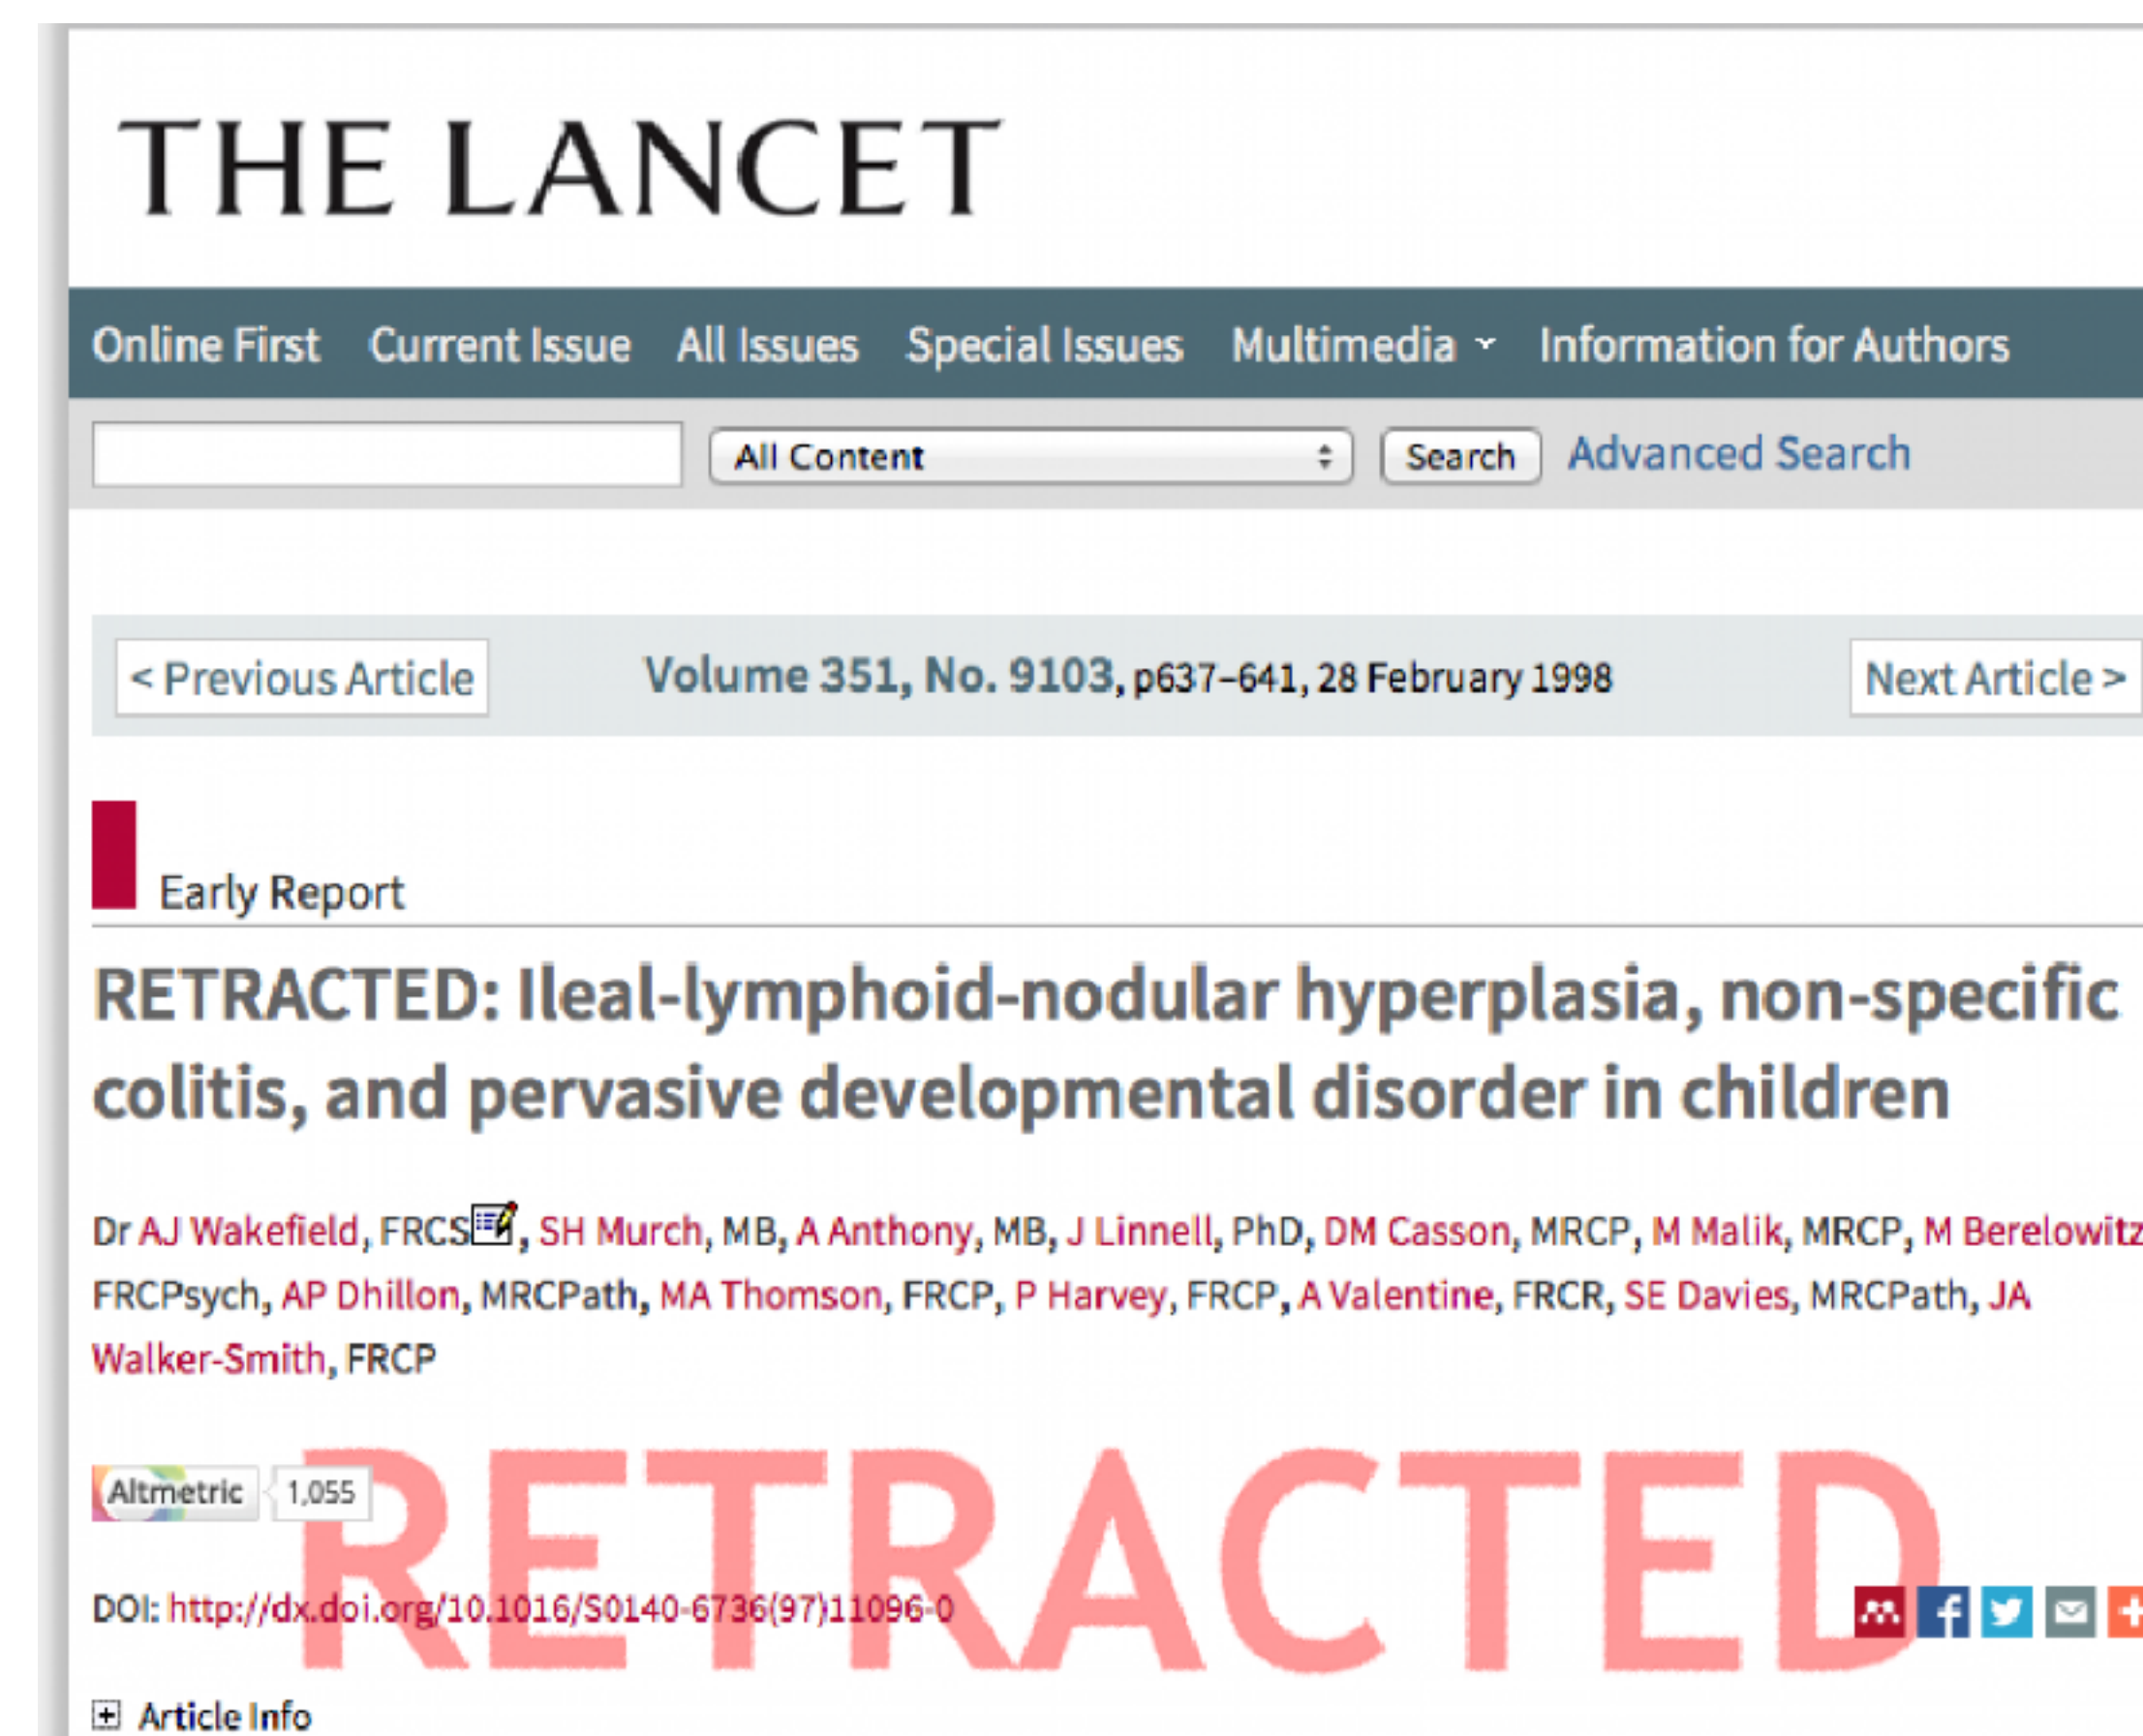 THE LANCET
Online First Current Issue All Issues Special Issues Multimedia Information for Authors
All Content Search Advanced Search
< Previous Article Volume 351, No. 9103, p637–641, 28 February 1998 Next Article >
Early Report
RETRACTED: Ileal-lymphoid-nodular hyperplasia, non-specific
colitis, and pervasive developmental disorder in children
Dr AJ Wakefield, FRCS, SH Murch, MB, A Anthony, MB, J Linnell, PhD, DM Casson, MRCP, M Malik, MRCP, M Berelowitz
FRCPsych, AP Dhillon, MRCPath, MA Thomson, FRCP, P Harvey, FRCP, A Valentine, FRCR, SE Davies, MRCPath, JA
Walker-Smith, FRCP
Altmetric 1,055
RETRACTED
DOI: http://dx.doi.org/10.1016/S0140-6736(97)11096-0
Article Info